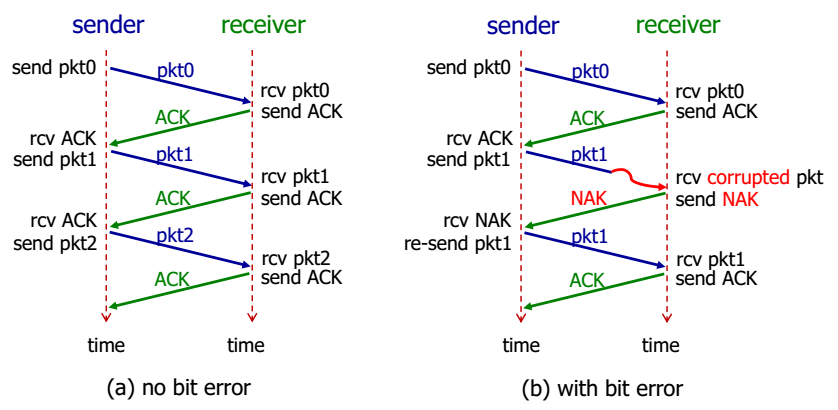 sender
receiver
send pkt0
pkt0
rcv pkt0
send ACK
ACK
rcv ACK
send pkt1
pkt1
rcv pkt1
send ACK
ACK
rcv ACK
send pkt2
pkt2
rcv pkt2
send ACK
ACK
time
time
(a) no bit error
sender
receiver
send pkt0
pkt0
rcv pkt0
send ACK
ACK
rcv ACK
send pkt1
pkt1
rcv corrupted pkt
send NAK
NAK
rcv NAK
re-send pkt1
pkt1
rcv pkt1
send ACK
ACK
time
time
(b) with bit error